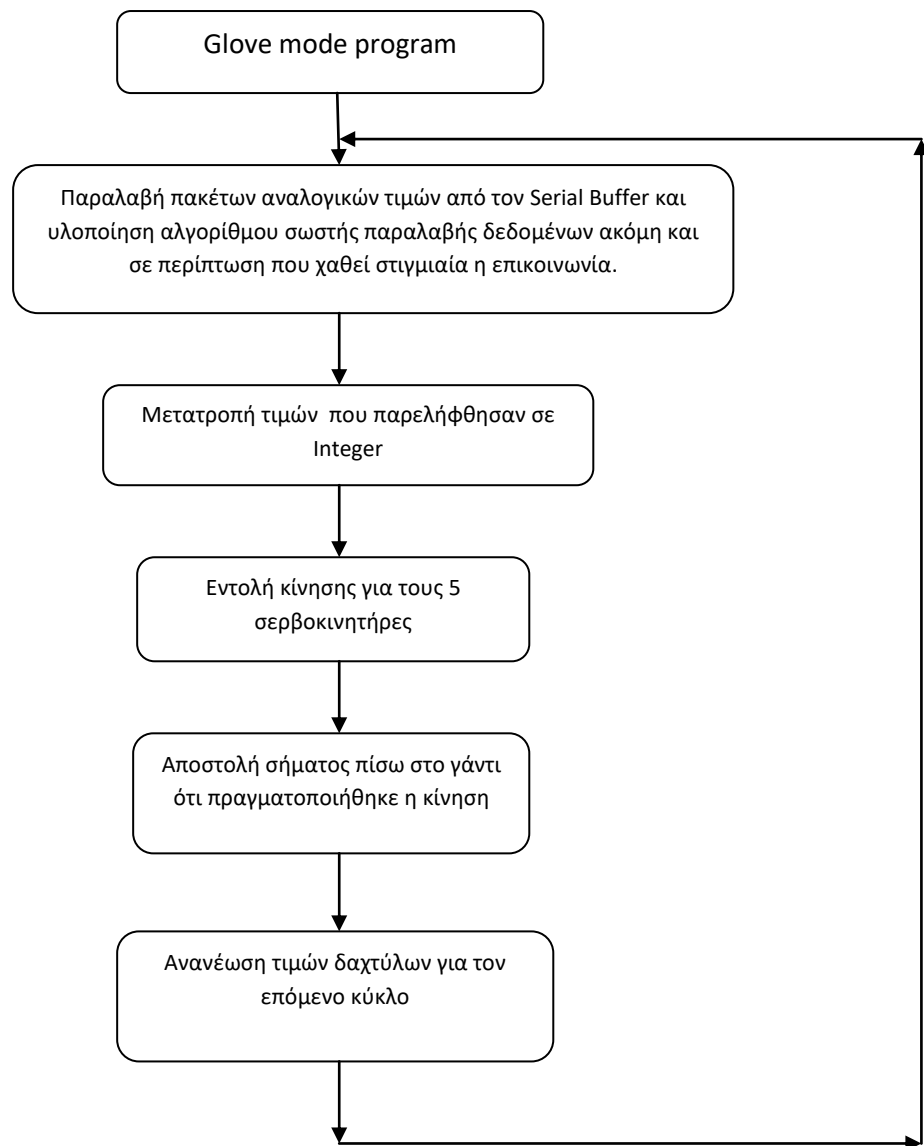 Glove mode program
Παραλαβή πακέτων αναλογικών τιμών από τον Serial Buffer και
υλοποίηση αλγορίθμου σωστής παραλαβής δεδομένων ακόμη και
σε περίπτωση που χαθεί στιγμιαία η επικοινωνία.
Μετατροπή τιμών που παρελήφθησαν σε
Integer
Εντολή κίνησης για τους 5
σερβοκινητήρες
Αποστολή σήματος πίσω στο γάντι
ότι πραγματοποιήθηκε η κίνηση
Ανανέωση τιμών δαχτύλων για τον
επόμενο κύκλο